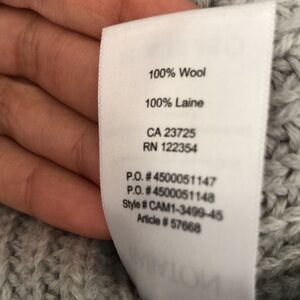 100% Wool
100% Laine
CA 23725
RN 122354
P.O. # 4500051147
P.O. # 4500051148
Style # CAM1-3499-45
Article # 57668